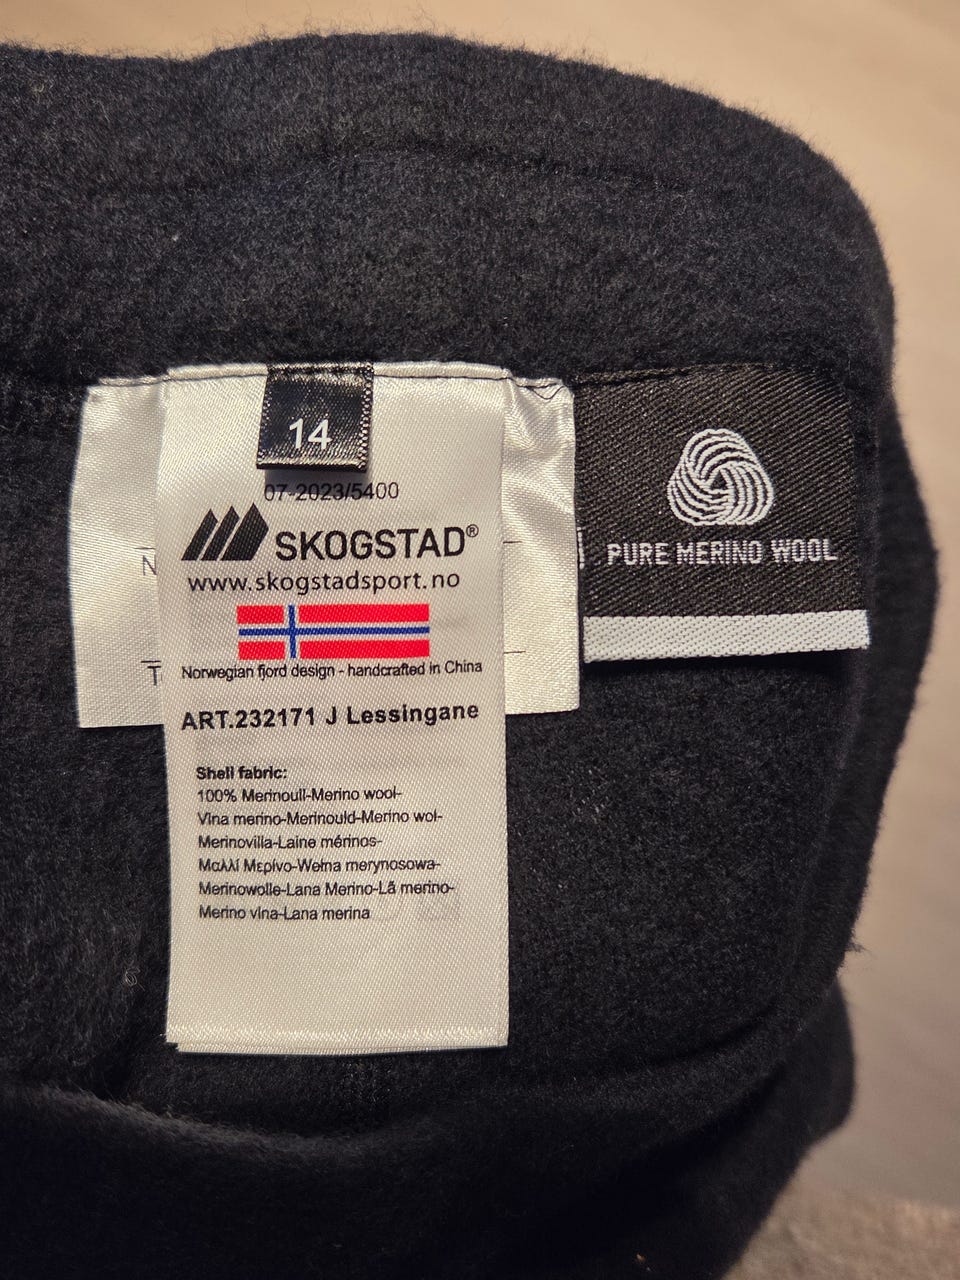 14
07-2023/5400
SKOGSTAD®
www.skogstadsport.no
Norwegian fjord design - handcrafted in China
ART.232171 J Lessingane
Shell fabric:
100% Merinoull-Merino wool-
Vlna merino-Merinould-Merino wol-
Merinovilla-Laine mérinos-
Μαλλί Μερίνο-Wełna merynosowa-
Merinowolle-Lana Merino-Lã merino-
Merino vlna-Lana merina
N
T
PURE MERINO WOOL